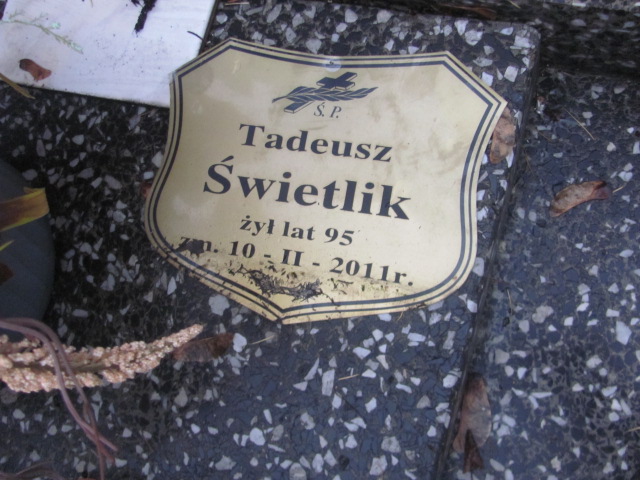 Ś.P.
Tadeusz
Świetlik
żył lat 95
zm. 10 - II - 2011r.